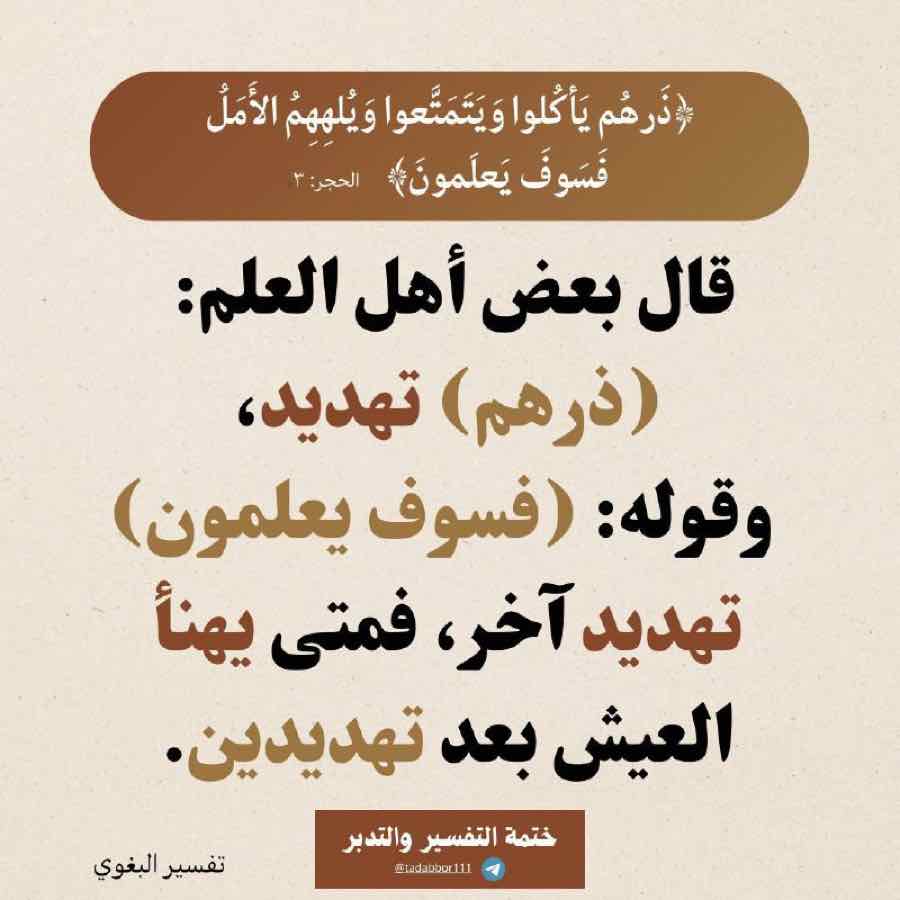 ﴿ذَرهُم يَأكُلوا وَيَتَمَتَّعوا وَيُلهِهِمُ الأَمَلُ
فَسَوفَ يَعلَمونَ﴾ الحجر: ٣
قال بعض أهل العلم:
(ذرهم) تهديد،
وقوله: (فسوف يعلمون)
تهديد آخر، فمتى يهنأ
العيش بعد تهديدين.
ختمة التفسير والتدبر
@tadabbor111
تفسير البغوي